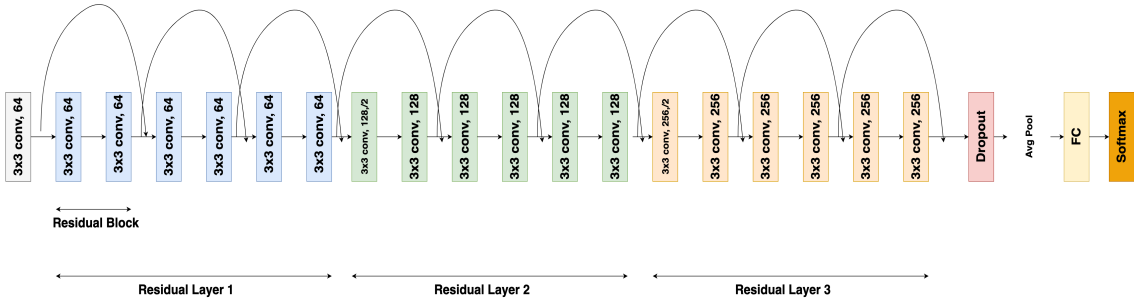 3x3 conv, 64
3x3 conv, 64
3x3 conv, 64
3x3 conv, 64
3x3 conv, 64
3x3 conv, 64
3x3 conv, 64
3x3 conv, 128,/2
3x3 conv, 128
3x3 conv, 128
3x3 conv, 128
3x3 conv, 128
3x3 conv, 128
3x3 conv, 256,/2
3x3 conv, 256
3x3 conv, 256
3x3 conv, 256
3x3 conv, 256
3x3 conv, 256
Dropout
Avg Pool
FC
Softmax
Residual Block
Residual Layer 1
Residual Layer 2
Residual Layer 3